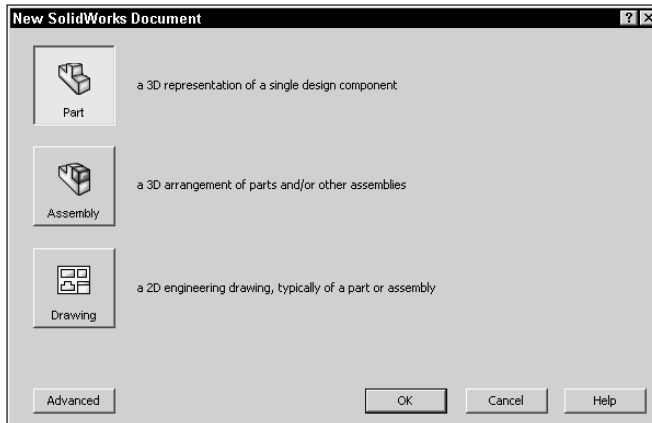 New SolidWorks Document
Part
a 3D representation of a single design component
Assembly
a 3D arrangement of parts and/or other assemblies
Drawing
a 2D engineering drawing, typically of a part or assembly
Advanced OK Cancel Help